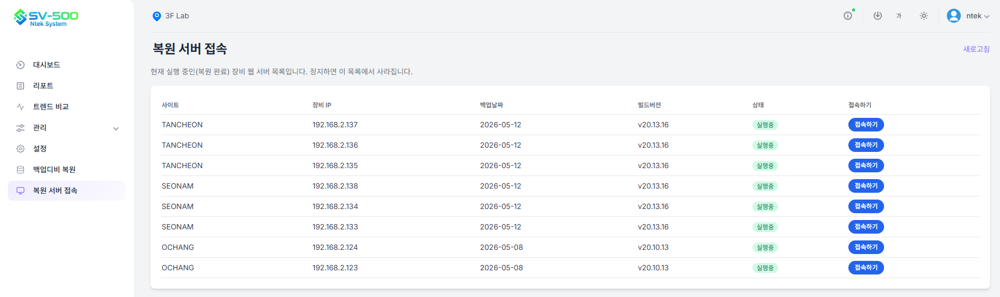 SV-500
Ntek System
3F Lab
가
ntek
대시보드
리포트
트렌드 비교
관리
설정
백업디비 복원
복원 서버 접속
복원 서버 접속
새로고침
현재 실행 중인(복원 완료) 장비 웹 서버 목록입니다. 정지하면 이 목록에서 사라집니다.
사이트 장비 IP 백업날짜 빌드버전 상태 접속하기
TANCHEON 192.168.2.137 2026-05-12 v20.13.16 실행중 접속하기
TANCHEON 192.168.2.136 2026-05-12 v20.13.16 실행중 접속하기
TANCHEON 192.168.2.135 2026-05-12 v20.13.16 실행중 접속하기
SEONAM 192.168.2.138 2026-05-12 v20.13.16 실행중 접속하기
SEONAM 192.168.2.134 2026-05-12 v20.13.16 실행중 접속하기
SEONAM 192.168.2.133 2026-05-12 v20.13.16 실행중 접속하기
OCHANG 192.168.2.124 2026-05-08 v20.10.13 실행중 접속하기
OCHANG 192.168.2.123 2026-05-08 v20.10.13 실행중 접속하기